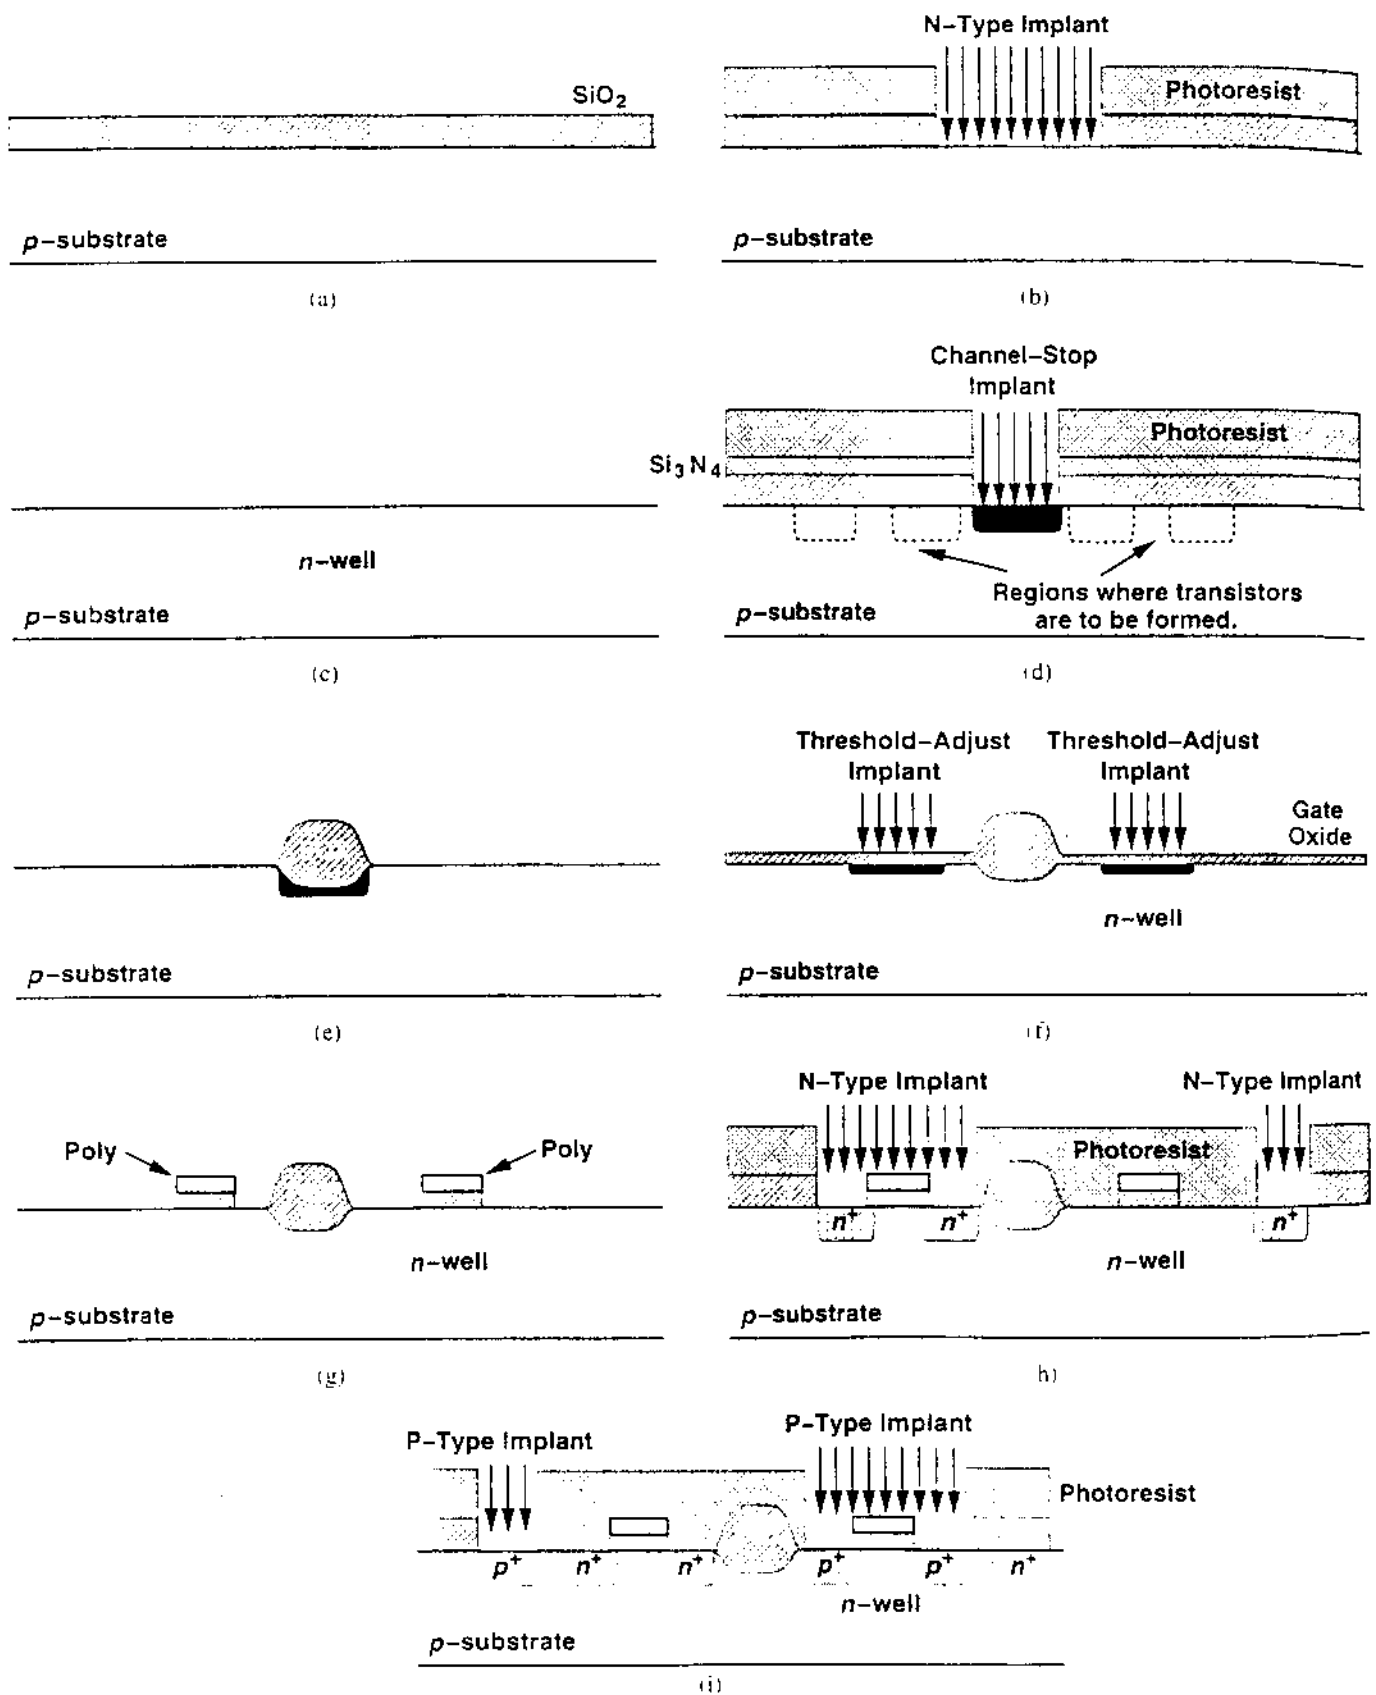 SiO2
p-substrate
(a)
N-Type Implant
Photoresist
p-substrate
(b)
n-well
p-substrate
(c)
Channel-Stop
Implant
Photoresist
Si3N4
Regions where transistors
are to be formed.
p-substrate
(d)
p-substrate
(e)
Threshold-Adjust
Implant
Threshold-Adjust
Implant
Gate
Oxide
n-well
p-substrate
(f)
Poly
Poly
n-well
p-substrate
(g)
N-Type Implant
N-Type Implant
Photoresist
n+
n+
n+
n-well
p-substrate
h)
P-Type Implant
P-Type Implant
Photoresist
p+
n+
n+
p+
p+
n+
n-well
p-substrate
(i)